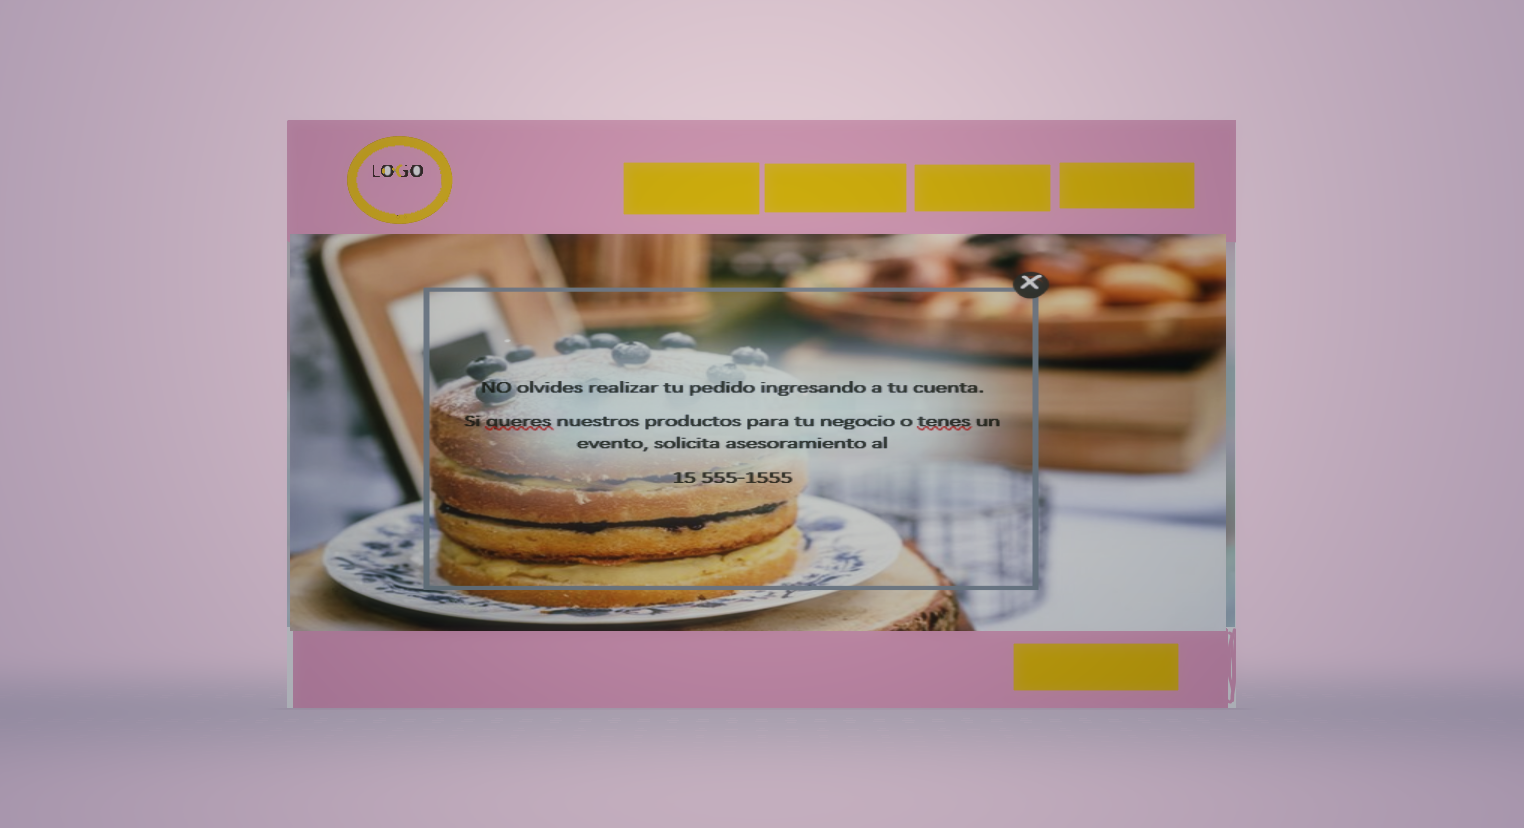 LOGO
NO olvides realizar tu pedido ingresando a tu cuenta.
Si queres nuestros productos para tu negocio o tenes un
evento, solicita asesoramiento al
15 555-1555